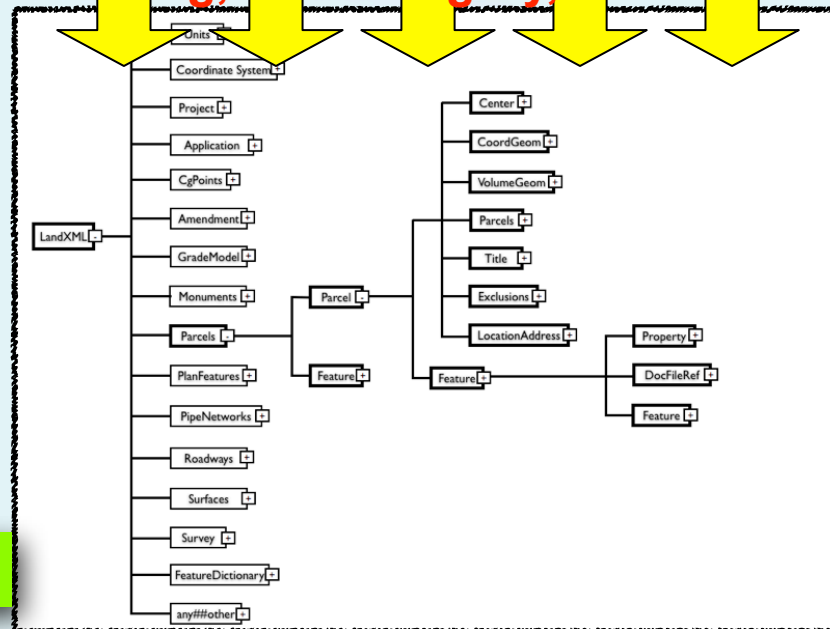 Units
Coordinate System
Project
Application
CgPoints
Amendment
GradeModel
Monuments
Parcels
PlanFeatures
PipeNetworks
Roadways
Surfaces
Survey
FeatureDictionary
any##other
LandXML
Parcel
Feature
Center
CoordGeom
VolumeGeom
Parcels
Title
Exclusions
LocationAddress
Feature
Property
DocFileRef
Feature